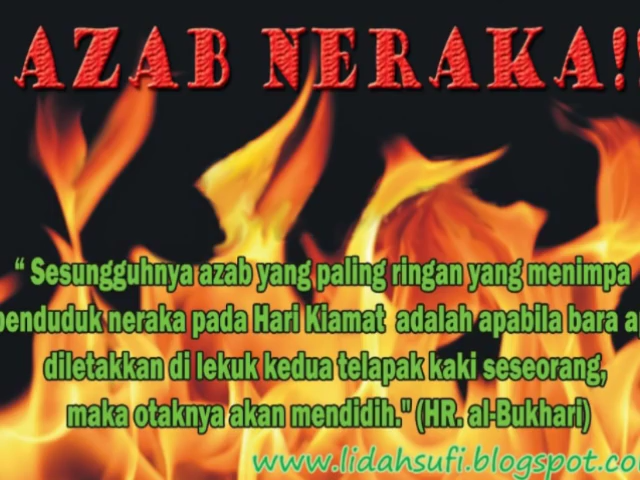 AZAB NERAKA!!
“ Sesungguhnya azab yang paling ringan yang menimpa
penduduk neraka pada Hari Kiamat adalah apabila bara ap
diletakkan di lekuk kedua telapak kaki seseorang,
maka otaknya akan mendidih." (HR. al-Bukhari)
www.lidahsufi.blogspot.co